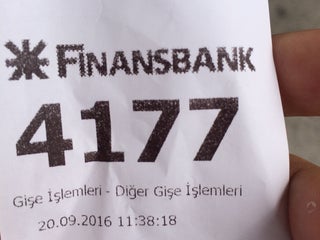 FINANSBANK
4177
Gişe İşlemleri - Diğer Gişe İşlemleri
20.09.2016 11:38:18